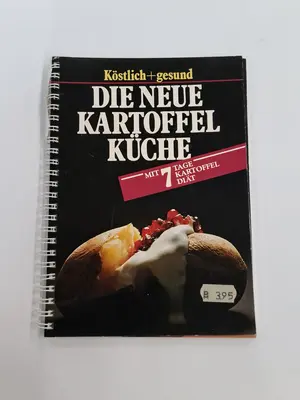 Köstlich+gesund
DIE NEUE
KARTOFFEL
KÜCHE
MIT 7 TAGE
KARTOFFEL
DIÄT
3.95